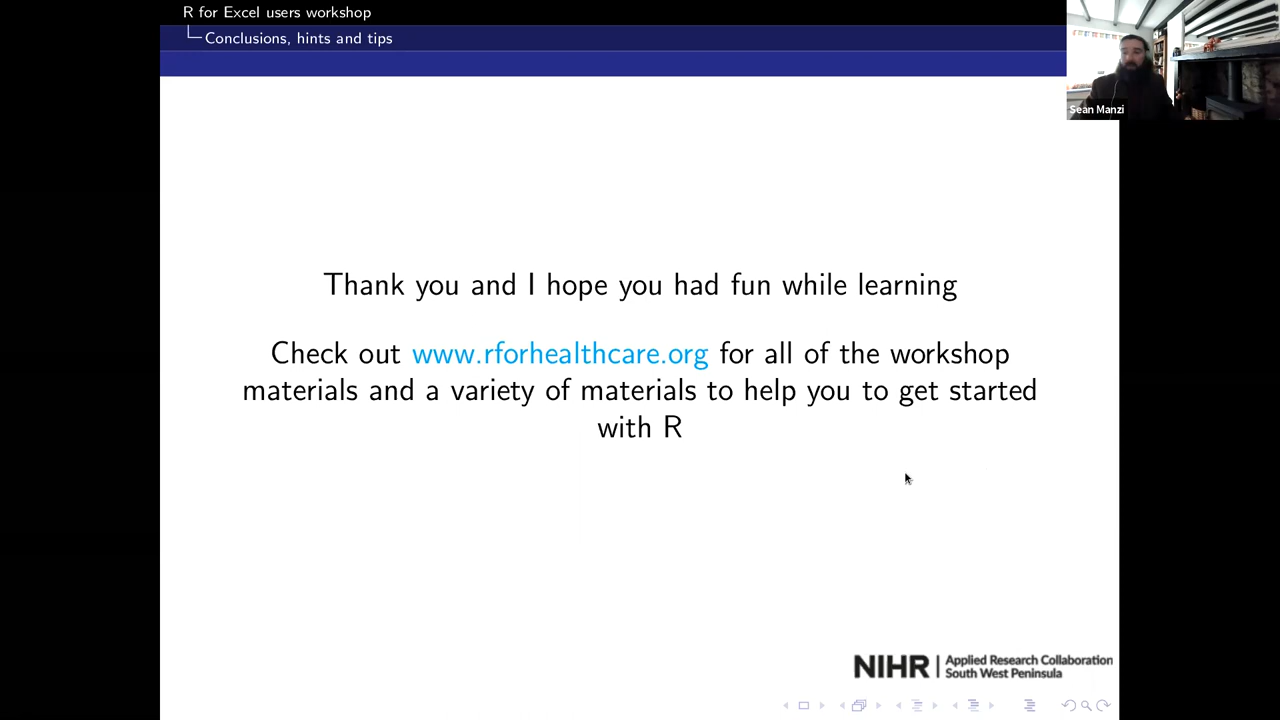 R for Excel users workshop
Conclusions, hints and tips
Sean Manzi
Thank you and I hope you had fun while learning
Check out www.rforhealthcare.org for all of the workshop
materials and a variety of materials to help you to get started
with R
NIHR | Applied Research Collaboration
South West Peninsula